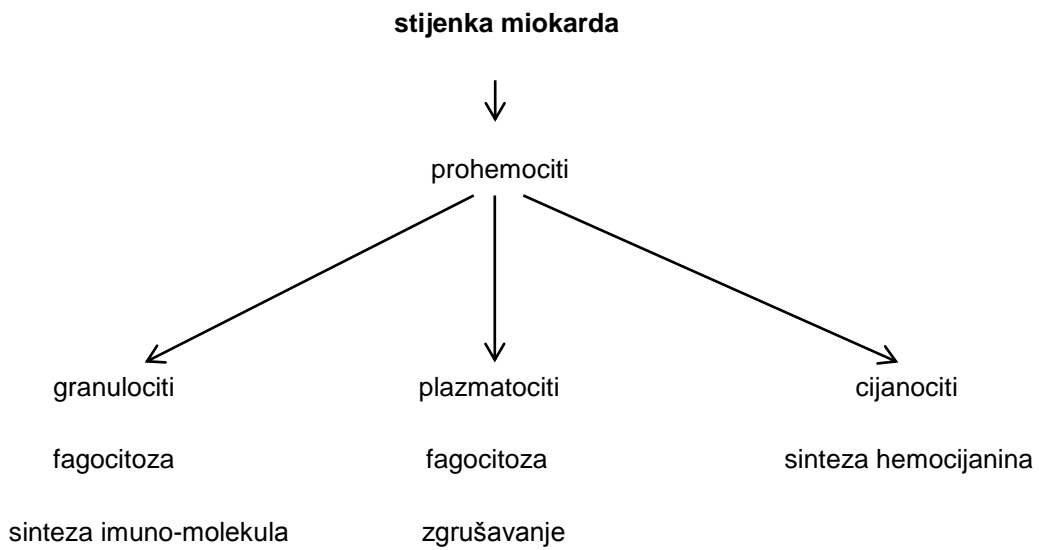 stijenka miokarda
prohemociti
granulociti plazmatociti cijanociti
fagocitoza fagocitoza sinteza hemocijanina
sinteza imuno-molekula zgrušavanje